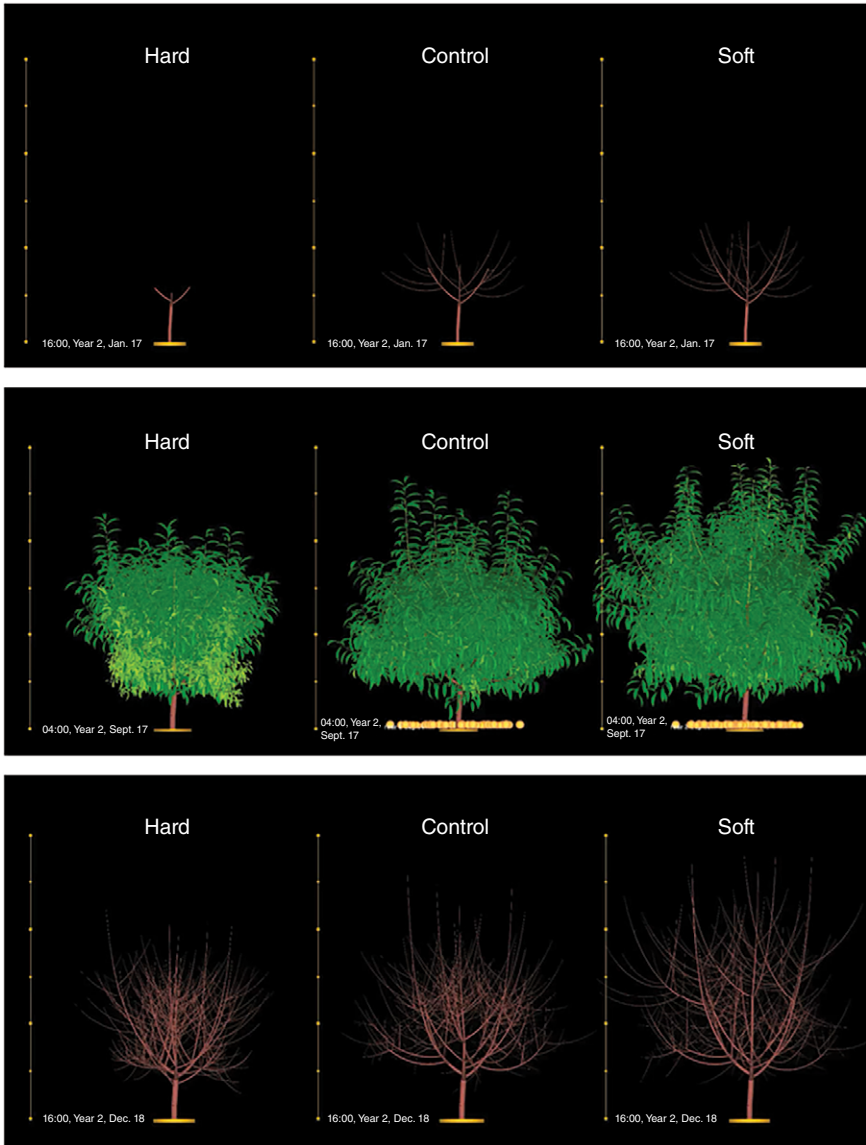 Hard
Control
Soft
16:00, Year 2, Jan. 17
16:00, Year 2, Jan. 17
16:00, Year 2, Jan. 17
Hard
Control
Soft
04:00, Year 2, Sept. 17
04:00, Year 2,
Sept. 17
04:00, Year 2,
Sept. 17
Hard
Control
Soft
16:00, Year 2, Dec. 18
16:00, Year 2, Dec. 18
16:00, Year 2, Dec. 18